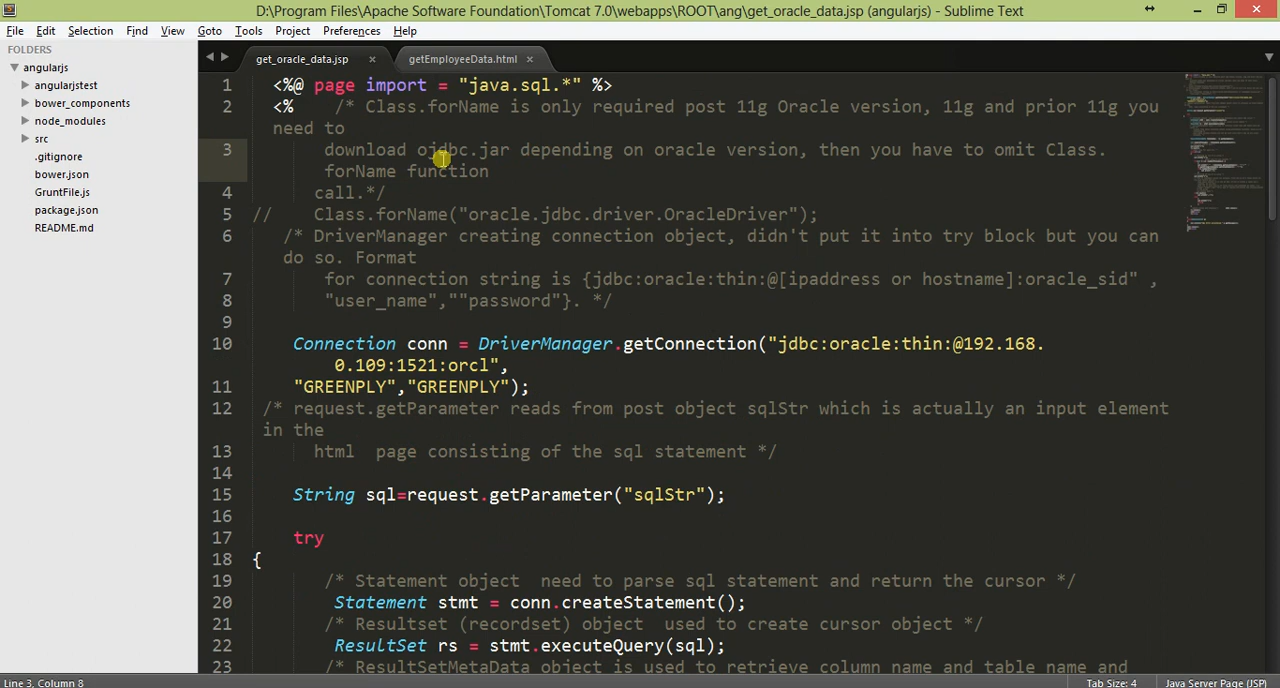 D:\Program Files\Apache Software Foundation\Tomcat 7.0\webapps\ROOT\ang\get_oracle_data.jsp (angularjs) - Sublime Text
File Edit Selection Find View Goto Tools Project Preferences Help
FOLDERS
angularjs
angularjstest
bower_components
node_modules
src
.gitignore
bower.json
GruntFile.js
package.json
README.md
get_oracle_data.jsp × getEmployeeData.html ×
1 <%@ page import = "java.sql.*" %>
2 <% /* Class.forName is only required post 11g Oracle version, 11g and prior 11g you
need to
3 download ojdbc.jar depending on oracle version, then you have to omit Class.
forName function
4 call.*/
5 // Class.forName("oracle.jdbc.driver.OracleDriver");
6 /* DriverManager creating connection object, didn't put it into try block but you can
do so. Format
7 for connection string is {jdbc:oracle:thin:@[ipaddress or hostname]:oracle_sid" ,
8 "user_name",""password"}. */
9
10 Connection conn = DriverManager.getConnection("jdbc:oracle:thin:@192.168.
0.109:1521:orcl",
11 "GREENPLY","GREENPLY");
12 /* request.getParameter reads from post object sqlStr which is actually an input element
in the
13 html page consisting of the sql statement */
14
15 String sql=request.getParameter("sqlStr");
16
17 try
18 {
19 /* Statement object need to parse sql statement and return the cursor */
20 Statement stmt = conn.createStatement();
21 /* Resultset (recordset) object used to create cursor object */
22 ResultSet rs = stmt.executeQuery(sql);
23 /* ResultSetMetaData object is used to retrieve column name and table name and
Line 3, Column 8 Tab Size: 4 Java Server Page (JSP)